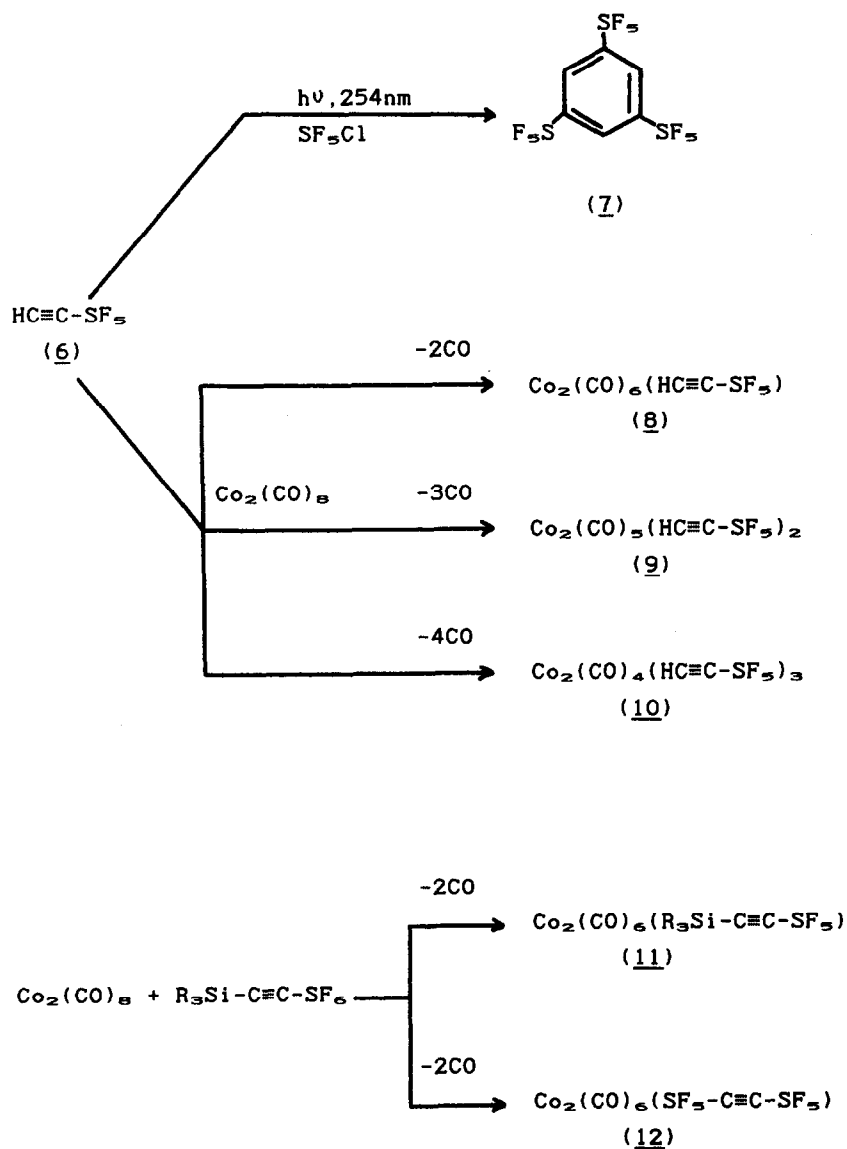 SF₅
hν,254nm
SF₅Cl
F₅S
SF₅
(7)
HC≡C-SF₅
(6)
-2CO
Co₂(CO)₆(HC≡C-SF₅)
(8)
Co₂(CO)₈
-3CO
Co₂(CO)₅(HC≡C-SF₅)₂
(9)
-4CO
Co₂(CO)₄(HC≡C-SF₅)₃
(10)
-2CO
Co₂(CO)₆(R₃Si-C≡C-SF₅)
(11)
Co₂(CO)₈ + R₃Si-C≡C-SF₆
-2CO
Co₂(CO)₆(SF₅-C≡C-SF₅)
(12)